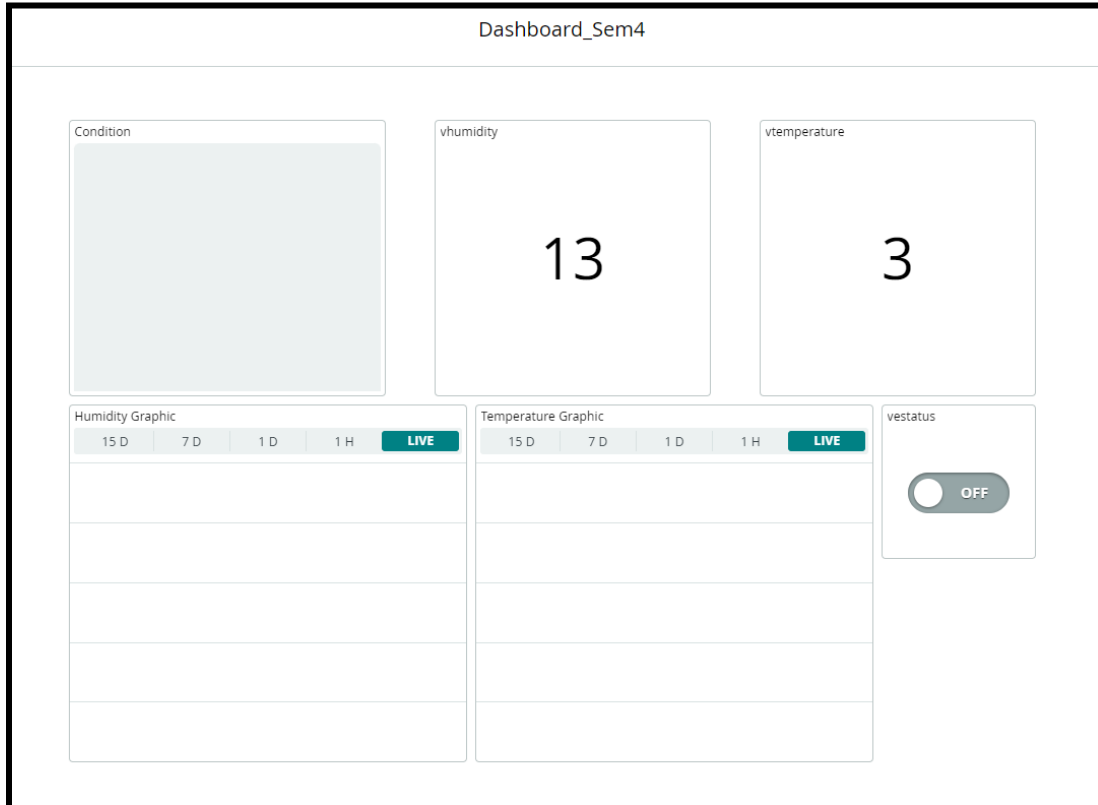 Dashboard_Sem4
Condition
vhumidity
vtemperature
13
3
Humidity Graphic
15 D 7 D 1 D 1 H LIVE
Temperature Graphic
15 D 7 D 1 D 1 H LIVE
vestatus
OFF